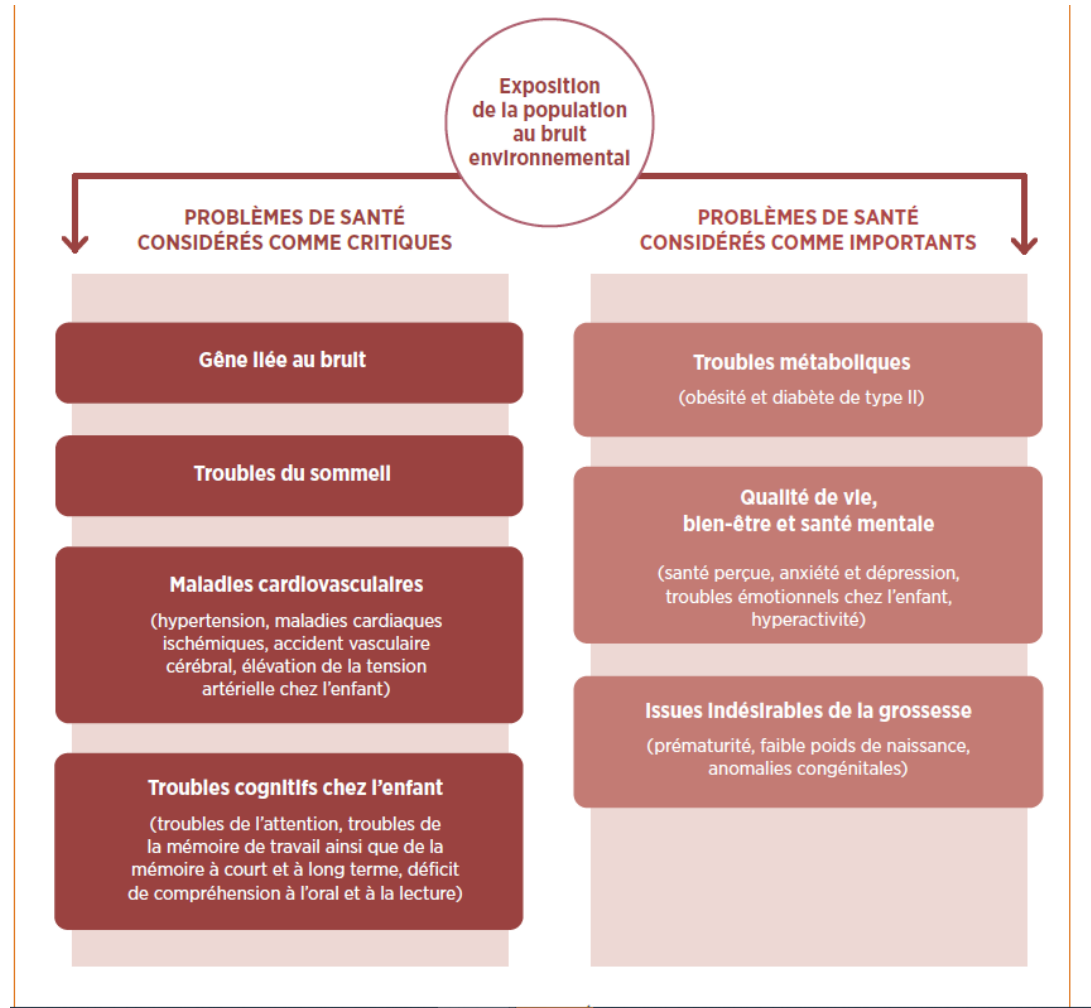 Exposition
de la population
au bruit
environnemental
PROBLÈMES DE SANTÉ
CONSIDÉRÉS COMME CRITIQUES
Gêne liée au bruit
Troubles du sommeil
Maladies cardiovasculaires
(hypertension, maladies cardiaques
ischémiques, accident vasculaire
cérébral, élévation de la tension
artérielle chez l'enfant)
Troubles cognitifs chez l'enfant
(troubles de l'attention, troubles de
la mémoire de travail ainsi que de la
mémoire à court et à long terme, déficit
de compréhension à l'oral et à la lecture)
PROBLÈMES DE SANTÉ
CONSIDÉRÉS COMME IMPORTANTS
Troubles métaboliques
(obésité et diabète de type II)
Qualité de vie,
bien-être et santé mentale
(santé perçue, anxiété et dépression,
troubles émotionnels chez l'enfant,
hyperactivité)
Issues indésirables de la grossesse
(prématurité, faible poids de naissance,
anomalies congénitales)